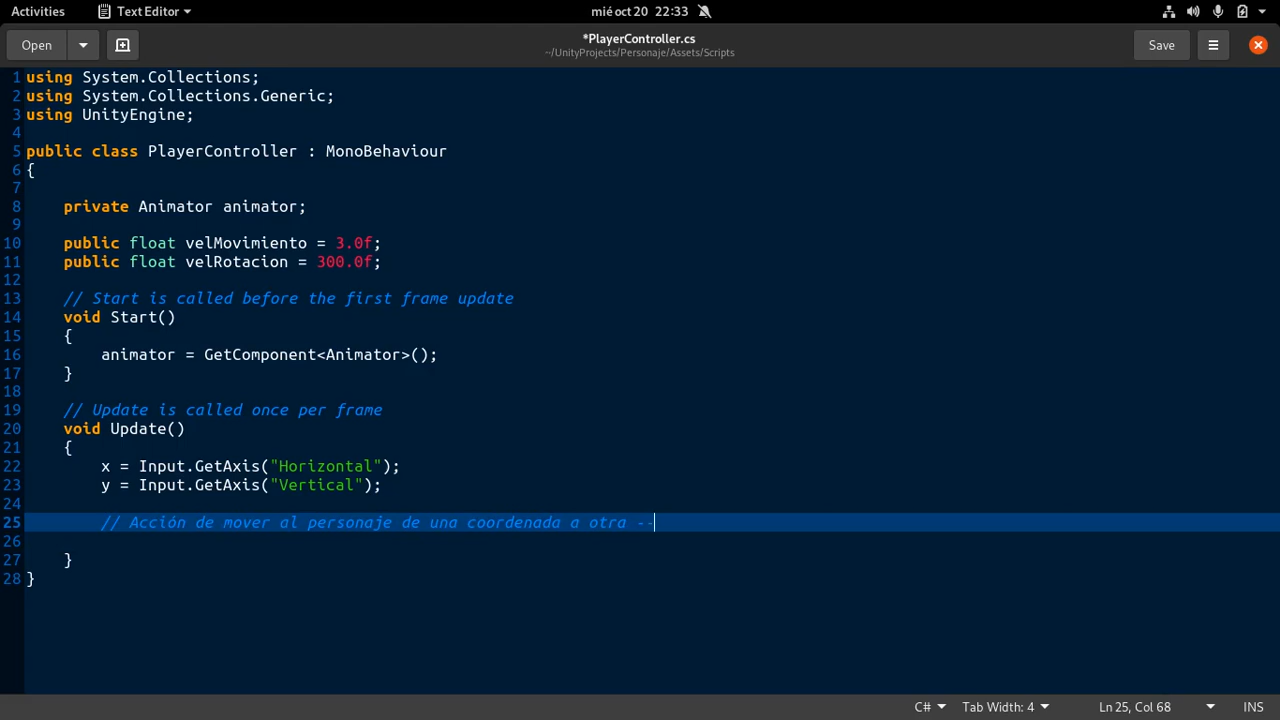 Activities
Text Editor
mié oct 20 22:33
Open
*PlayerController.cs
~/UnityProjects/Personaje/Assets/Scripts
Save
1 using System.Collections;
2 using System.Collections.Generic;
3 using UnityEngine;
4
5 public class PlayerController : MonoBehaviour
6 {
7
8 private Animator animator;
9
10 public float velMovimiento = 3.0f;
11 public float velRotacion = 300.0f;
12
13 // Start is called before the first frame update
14 void Start()
15 {
16 animator = GetComponent<Animator>();
17 }
18
19 // Update is called once per frame
20 void Update()
21 {
22 x = Input.GetAxis("Horizontal");
23 y = Input.GetAxis("Vertical");
24
25 // Acción de mover al personaje de una coordenada a otra --
26
27 }
28 }
C#
Tab Width: 4
Ln 25, Col 68
INS